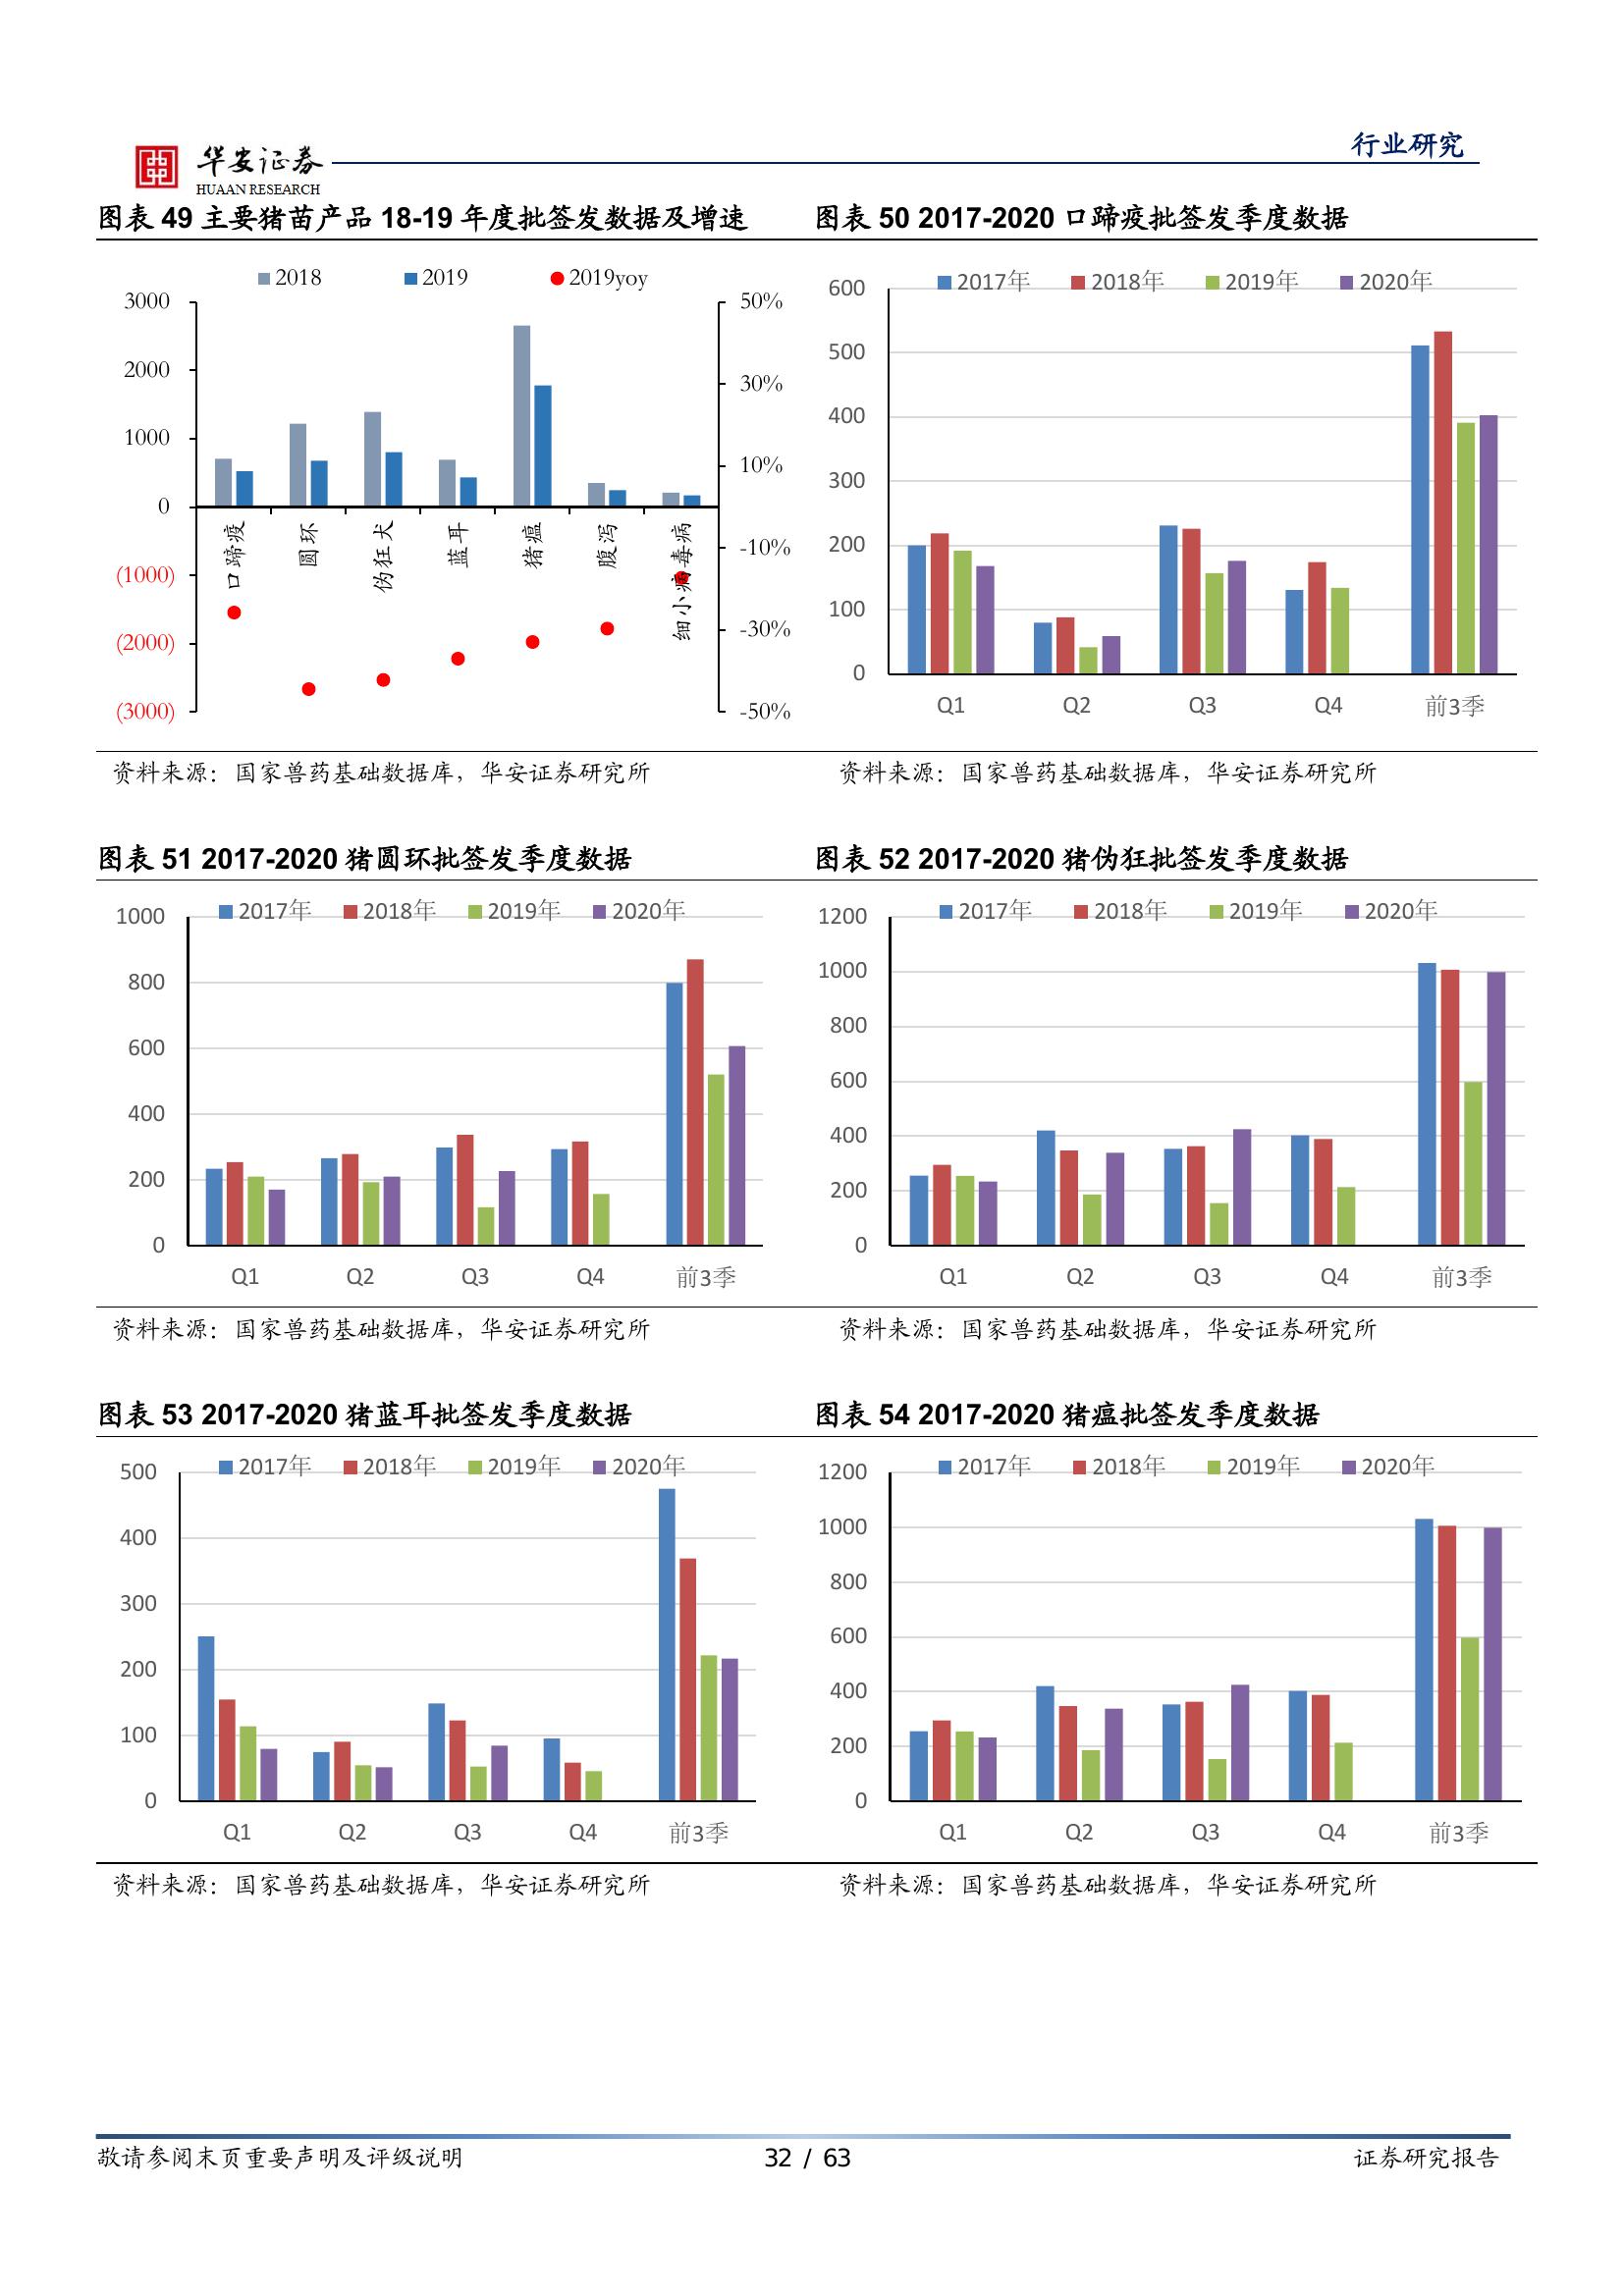 行业研究
华安证券
HUAAN RESEARCH
图表 49 主要猪苗产品 18-19 年度批签发数据及增速
2018 2019 2019yoy
3000 50%
2000 30%
1000 10%
0
-10%
(1000)
(2000) -30%
(3000) -50%
口蹄疫 圆环 伪狂犬 蓝耳 猪瘟 腹泻 细小病毒病
资料来源：国家兽药基础数据库，华安证券研究所
图表 50 2017-2020 口蹄疫批签发季度数据
2017年 2018年 2019年 2020年
600
500
400
300
200
100
0
Q1 Q2 Q3 Q4 前3季
资料来源：国家兽药基础数据库，华安证券研究所
图表 51 2017-2020 猪圆环批签发季度数据
2017年 2018年 2019年 2020年
1000
800
600
400
200
0
Q1 Q2 Q3 Q4 前3季
资料来源：国家兽药基础数据库，华安证券研究所
图表 52 2017-2020 猪伪狂批签发季度数据
2017年 2018年 2019年 2020年
1200
1000
800
600
400
200
0
Q1 Q2 Q3 Q4 前3季
资料来源：国家兽药基础数据库，华安证券研究所
图表 53 2017-2020 猪蓝耳批签发季度数据
2017年 2018年 2019年 2020年
500
400
300
200
100
0
Q1 Q2 Q3 Q4 前3季
资料来源：国家兽药基础数据库，华安证券研究所
图表 54 2017-2020 猪瘟批签发季度数据
2017年 2018年 2019年 2020年
1200
1000
800
600
400
200
0
Q1 Q2 Q3 Q4 前3季
资料来源：国家兽药基础数据库，华安证券研究所
敬请参阅末页重要声明及评级说明 32 / 63 证券研究报告